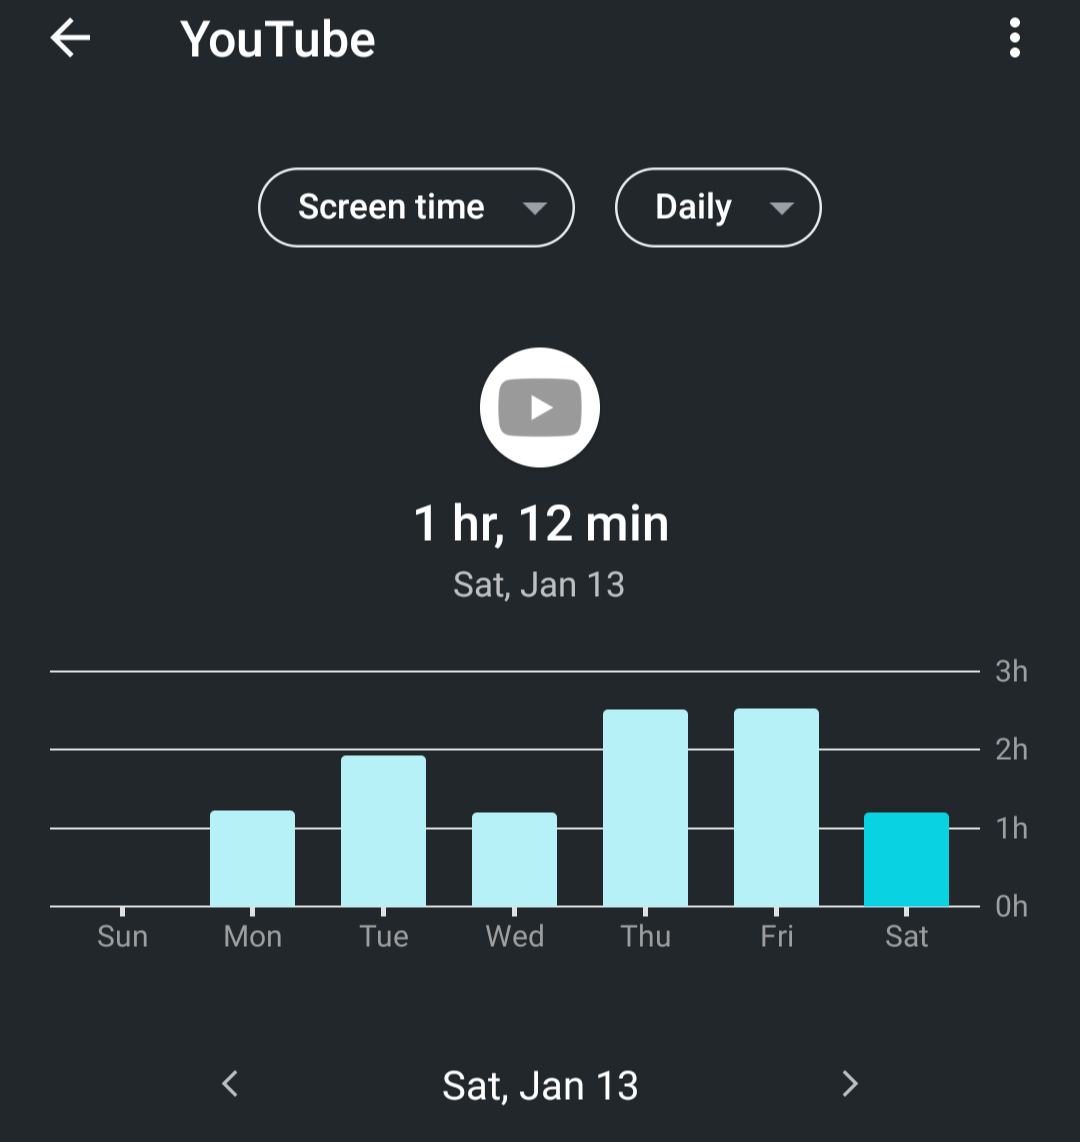 YouTube
Screen time
Daily
1 hr, 12 min
Sat, Jan 13
3h
2h
1h
0h
Sun Mon Tue Wed Thu Fri Sat
Sat, Jan 13